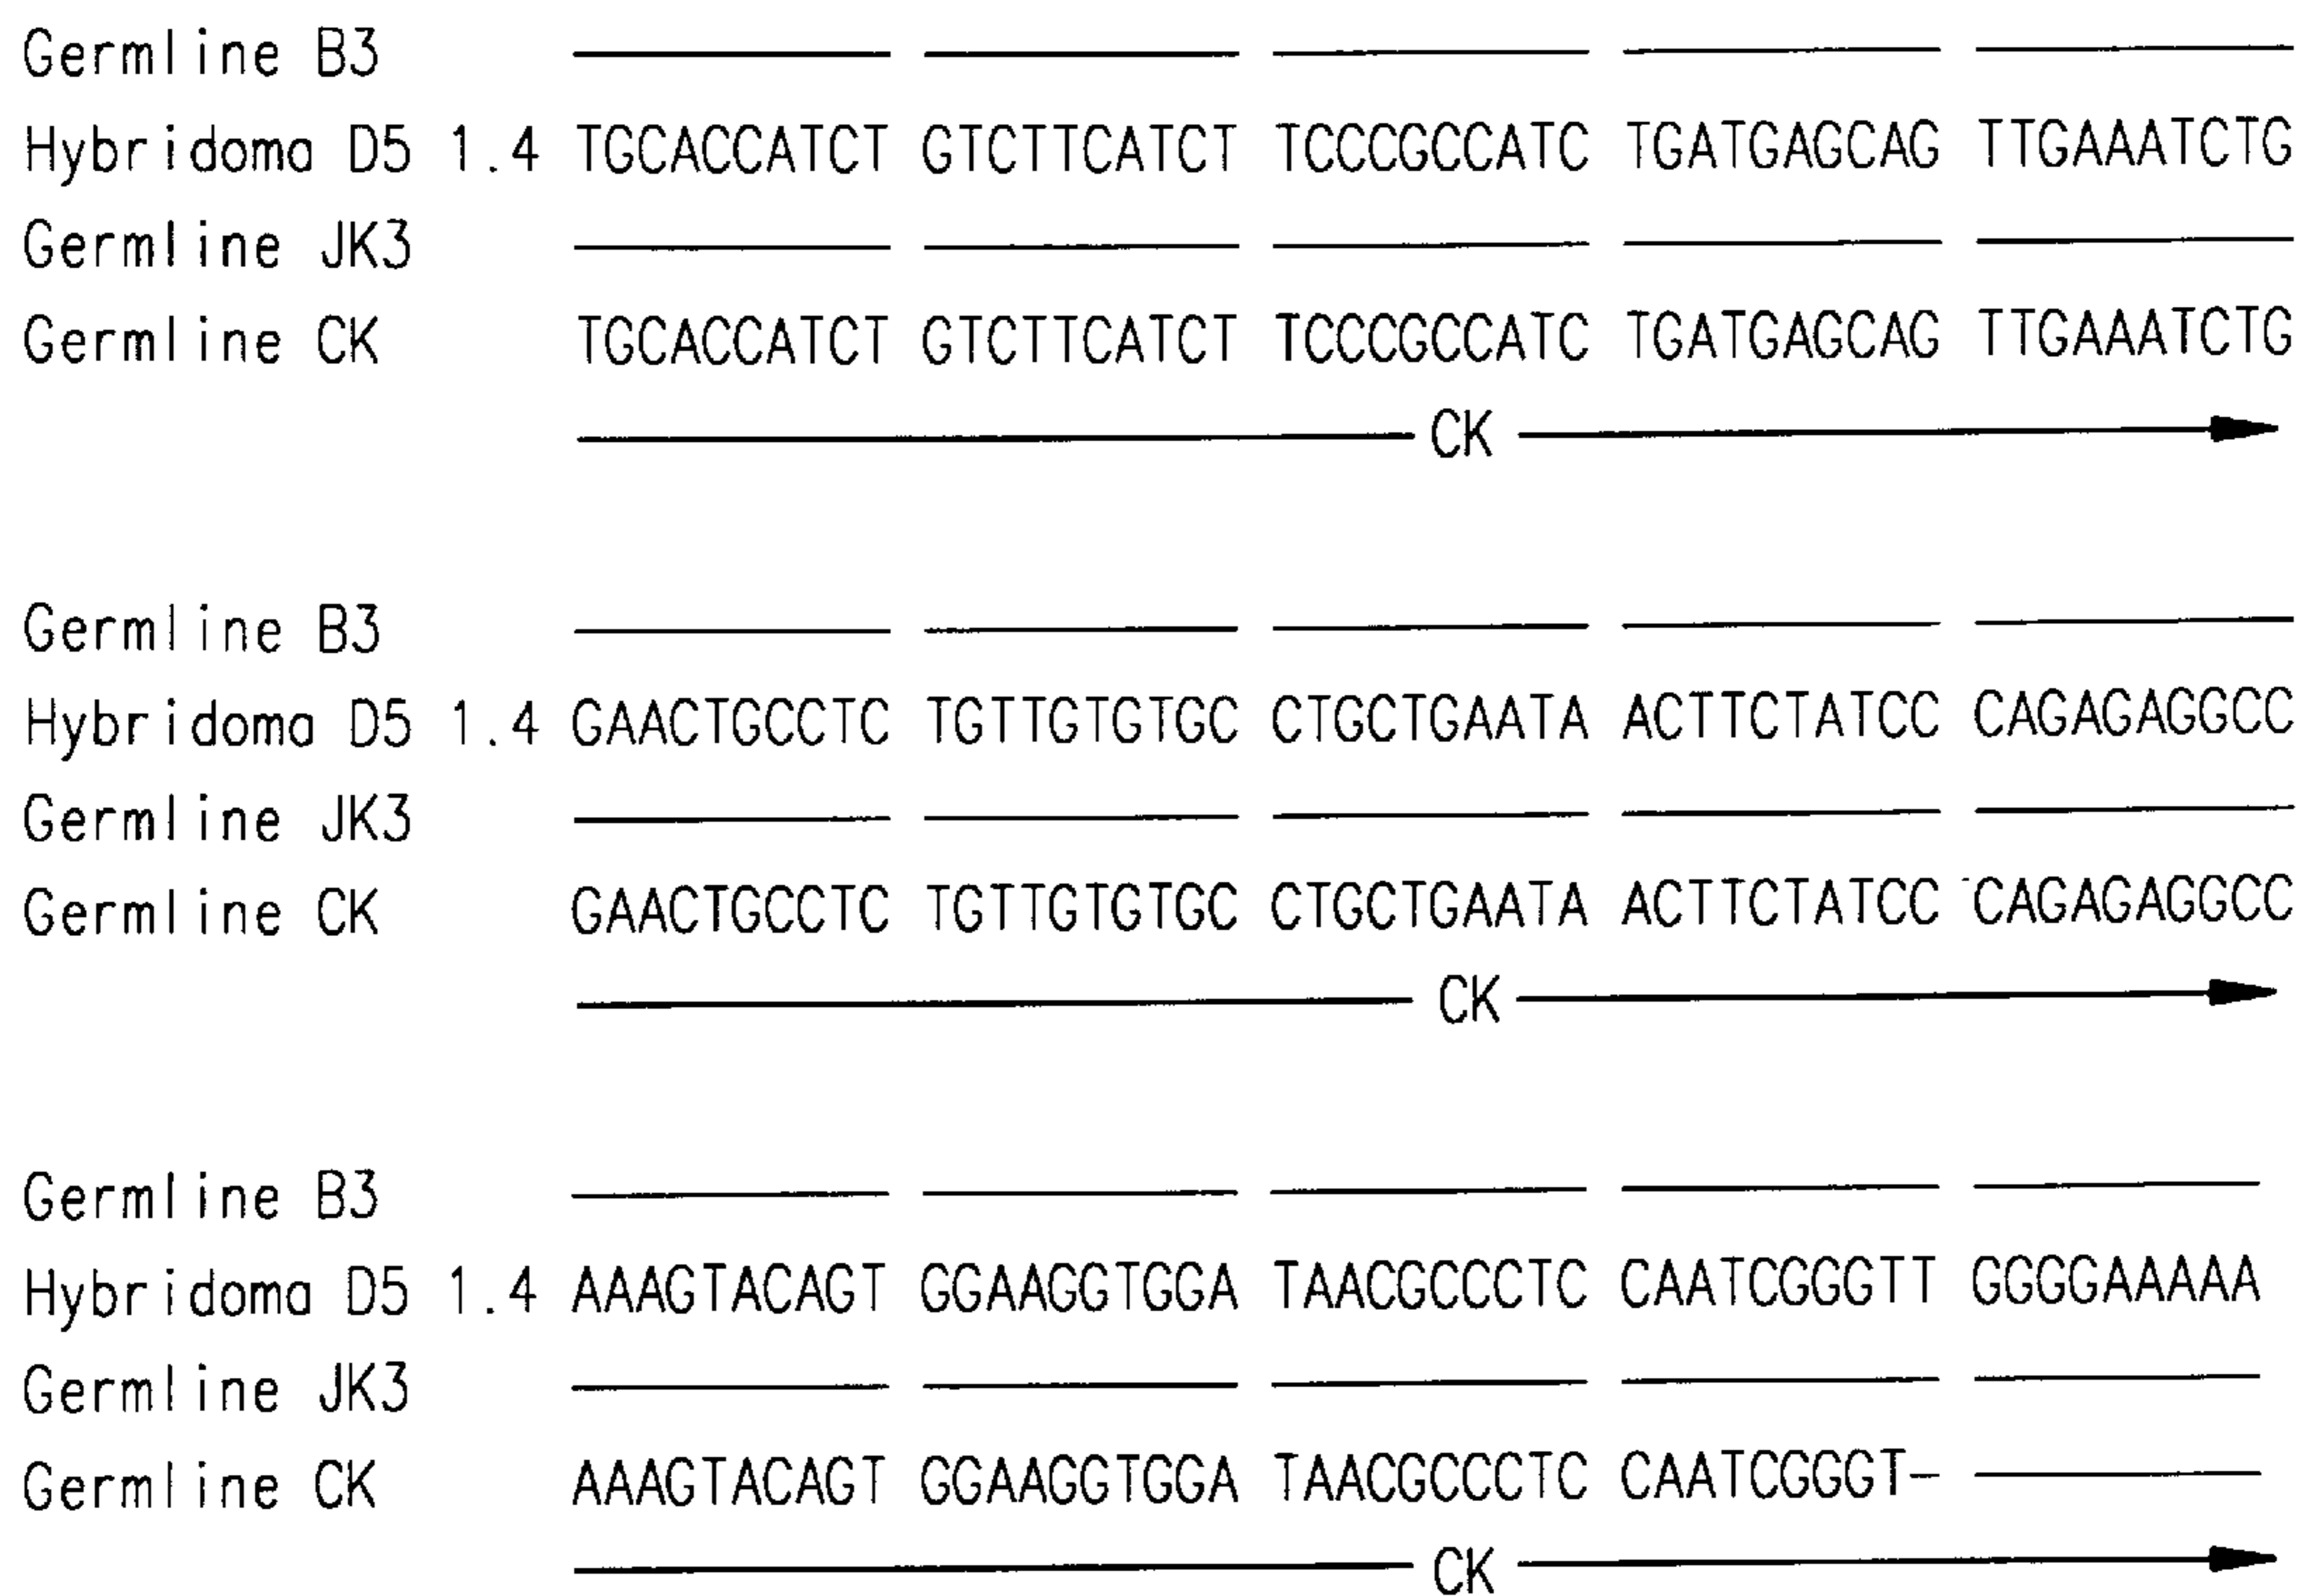 Germline B3
Hybridoma D5 1.4 TGCACCATCT GTCTTCATCT TCCCGCCATC TGATGAGCAG TTGAAATCTG
Germline JK3
Germline CK TGCACCATCT GTCTTCATCT TCCCGCCATC TGATGAGCAG TTGAAATCTG
CK
Germline B3
Hybridoma D5 1.4 GAACTGCCTC TGTTGTGTGC CTGCTGAATA ACTTCTATCC CAGAGAGGCC
Germline JK3
Germline CK GAACTGCCTC TGTTGTGTGC CTGCTGAATA ACTTCTATCC CAGAGAGGCC
CK
Germline B3
Hybridoma D5 1.4 AAAGTACAGT GGAAGGTGGA TAACGCCCTC CAATCGGGTT GGGGAAAAA
Germline JK3
Germline CK AAAGTACAGT GGAAGGTGGA TAACGCCCTC CAATCGGGT-
CK